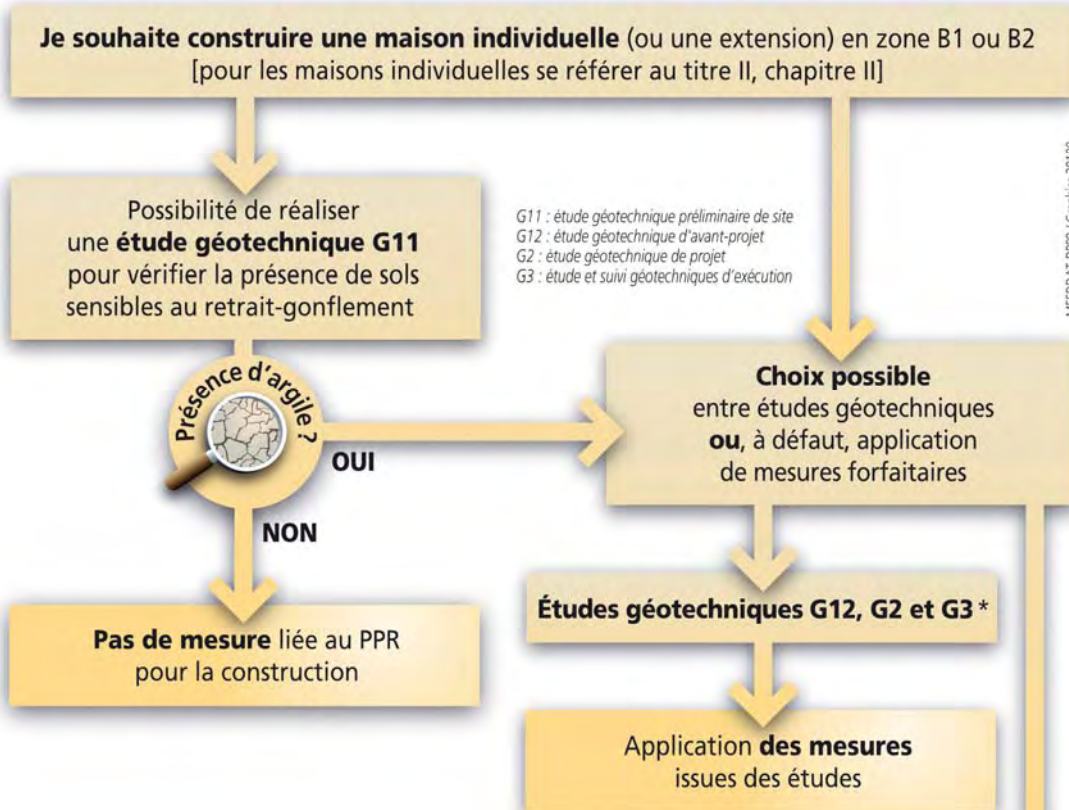 Je souhaite construire une maison individuelle (ou une extension) en zone B1 ou B2
[pour les maisons individuelles se référer au titre II, chapitre II]
Possibilité de réaliser
une étude géotechnique G11
pour vérifier la présence de sols
sensibles au retrait-gonflement
G11 : étude géotechnique préliminaire de site
G12 : étude géotechnique d'avant-projet
G2 : étude géotechnique de projet
G3 : étude et suivi géotechniques d'exécution
Présence d'argile ?
OUI
NON
Choix possible
entre études géotechniques
ou, à défaut, application
de mesures forfaitaires
Pas de mesure liée au PPR
pour la construction
Études géotechniques G12, G2 et G3 *
Application des mesures
issues des études